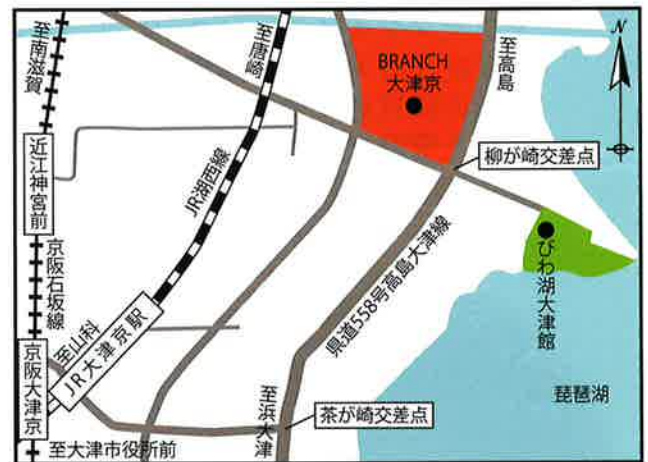 至南滋賀
近江神宮前
京阪石坂線
京阪大津京
至大津市役所前
至唐崎
JR湖西線
JR大津京駅
至山科
BRANCH
大津京
至高島
N
柳が崎交差点
びわ湖大津館
県道558号高島大津線
琵琶湖
茶が崎交差点
至浜大津